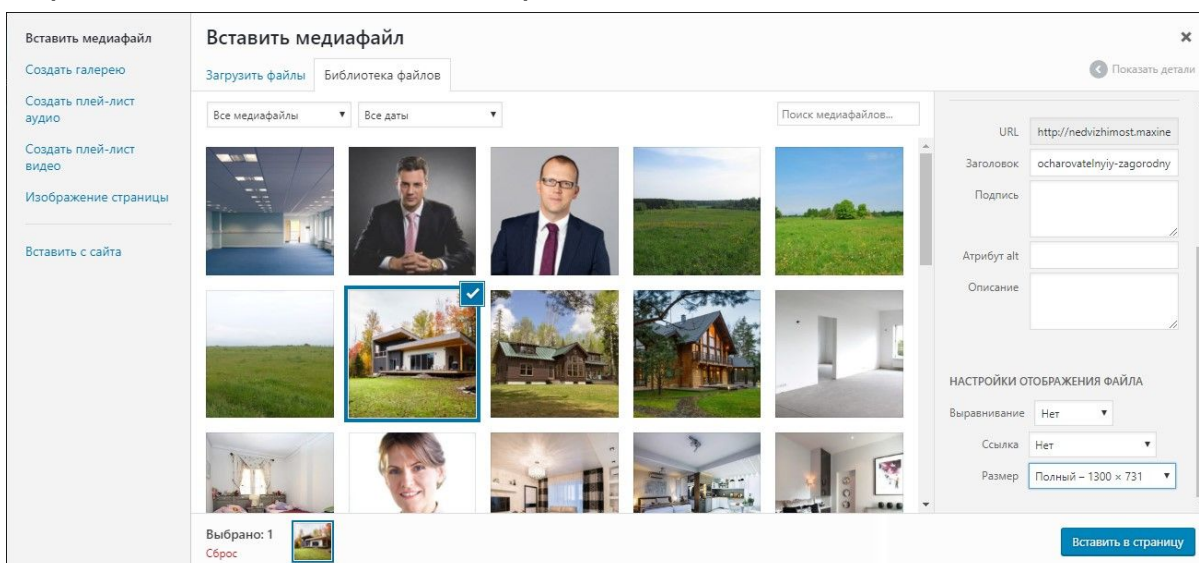 Вставить медиафайл
Создать галерею
Создать плей-лист
аудио
Создать плей-лист
видео
Изображение страницы
Вставить с сайта
Вставить медиафайл
Загрузить файлы
Библиотека файлов
Показать детали
Все медиафайлы
Все даты
Поиск медиафайлов...
URL http://nedvizhimost.maxine
Заголовок ocharovatelnyiy-zagorodny
Подпись
Атрибут alt
Описание
НАСТРОЙКИ ОТОБРАЖЕНИЯ ФАЙЛА
Выравнивание Нет
Ссылка Нет
Размер Полный – 1300 × 731
Выбрано: 1
Сброс
Вставить в страницу